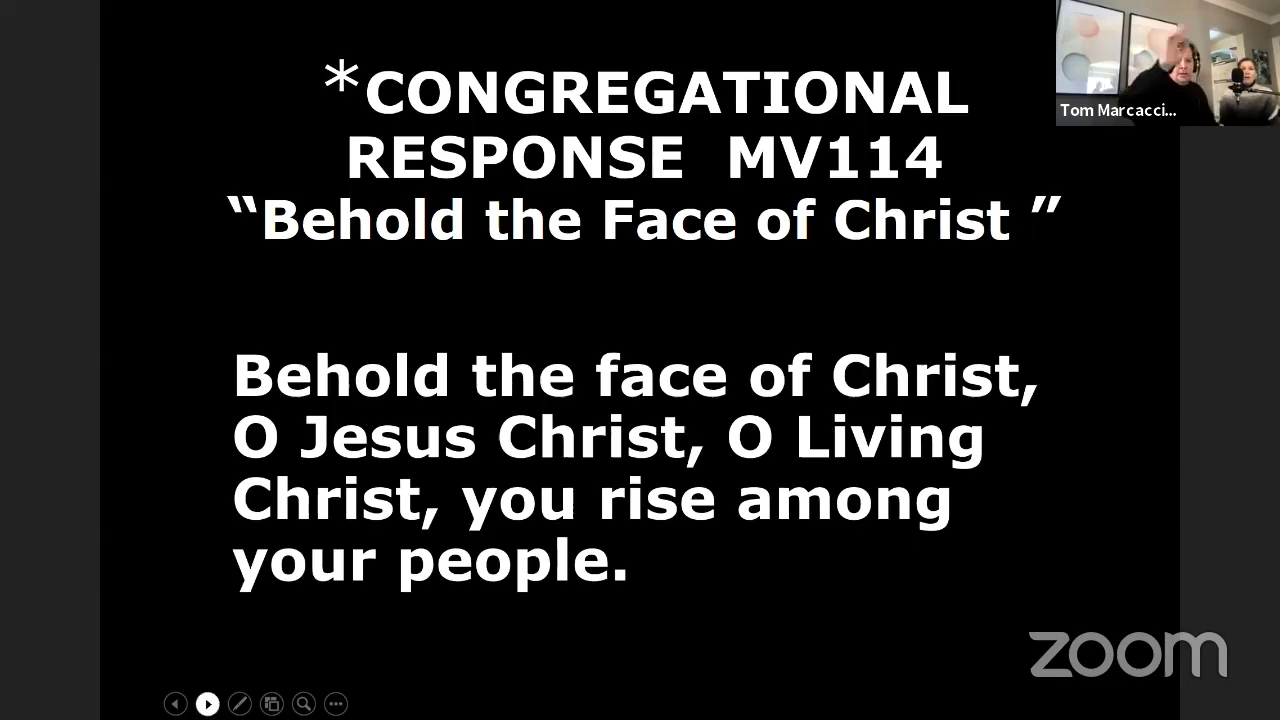 *CONGREGATIONAL
RESPONSE  MV114
“Behold the Face of Christ ”
Behold the face of Christ,
O Jesus Christ, O Living
Christ, you rise among
your people.
Tom Marcacci...
zoom